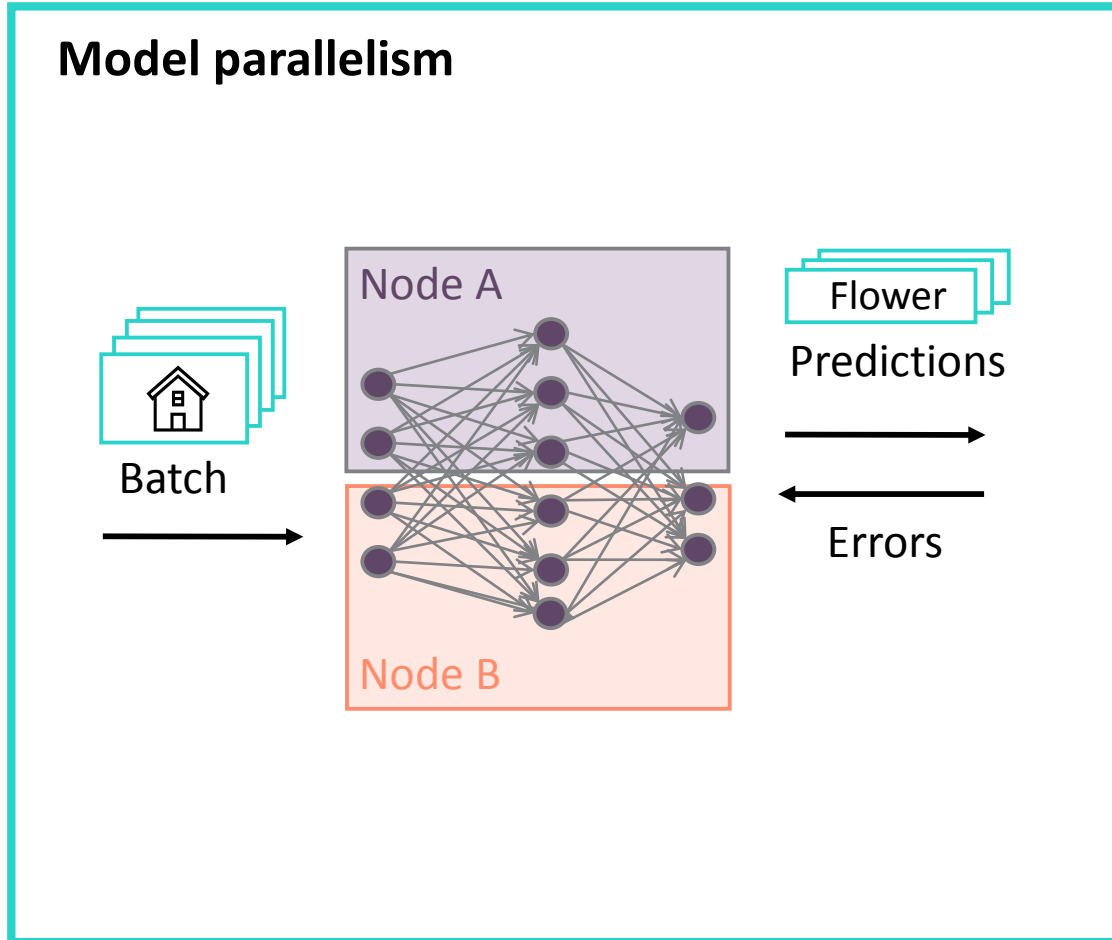 Model parallelism
Node A
Flower
Predictions
Batch
Errors
Node B